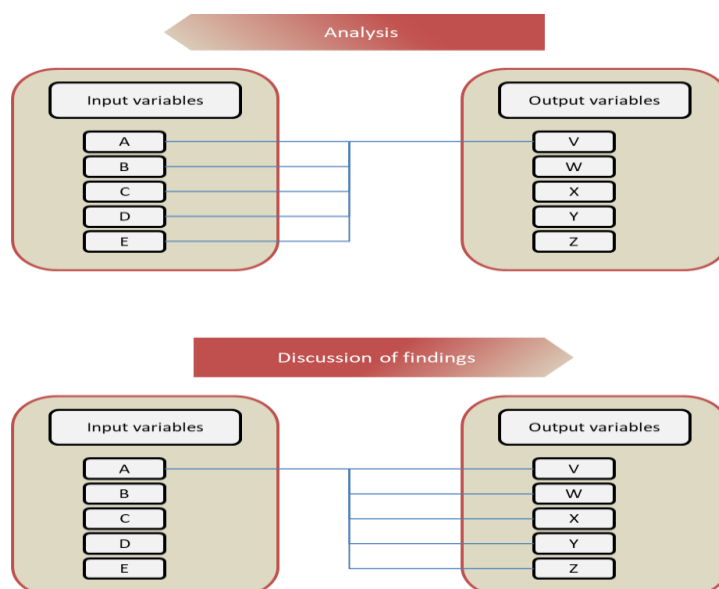 Analysis
Input variables
Output variables
A
V
B
W
C
X
D
Y
E
Z
Discussion of findings
Input variables
Output variables
A
V
B
W
C
X
D
Y
E
Z